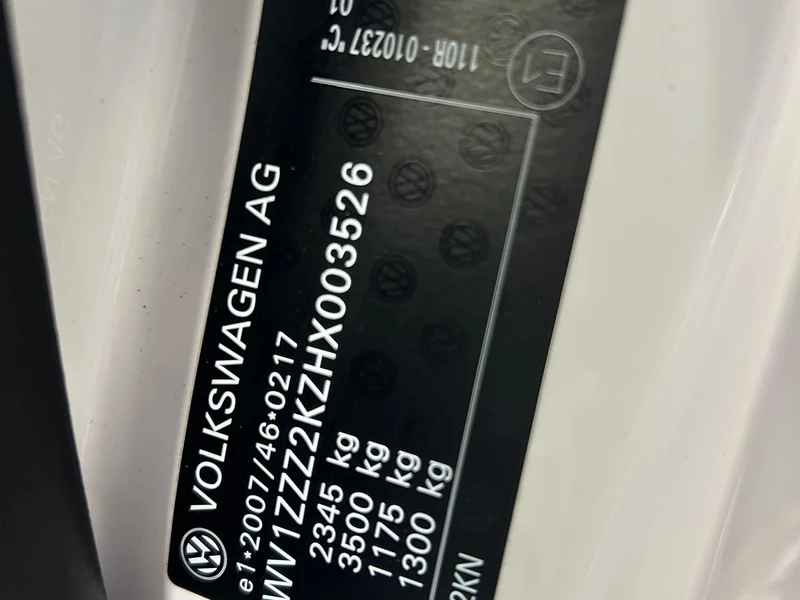 VOLKSWAGEN AG
e1*2007/46*0217
WV1ZZZ2KZHX003526
2345 kg
3500 kg
1175 kg
1300 kg
2KN
E1
110R-010237 "C"
01